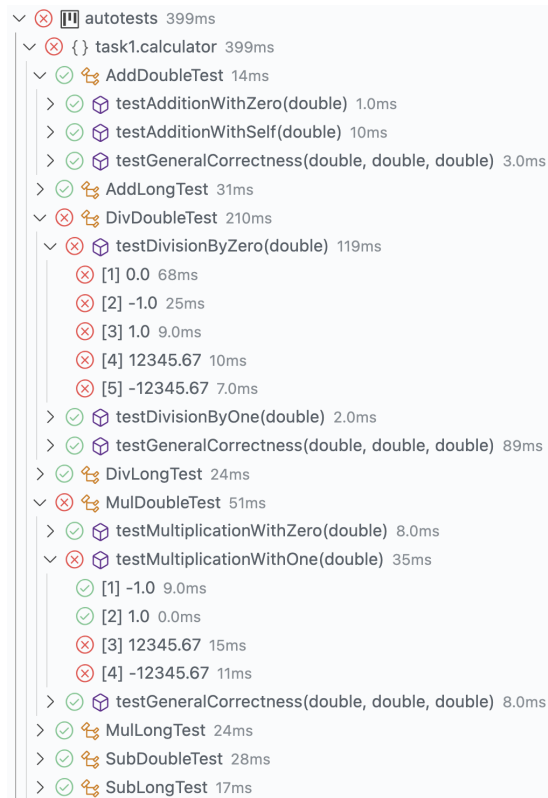 autotests 399ms
{} task1.calculator 399ms
AddDoubleTest 14ms
testAdditionWithZero(double) 1.0ms
testAdditionWithSelf(double) 10ms
testGeneralCorrectness(double, double, double) 3.0ms
AddLongTest 31ms
DivDoubleTest 210ms
testDivisionByZero(double) 119ms
[1] 0.0 68ms
[2] -1.0 25ms
[3] 1.0 9.0ms
[4] 12345.67 10ms
[5] -12345.67 7.0ms
testDivisionByOne(double) 2.0ms
testGeneralCorrectness(double, double, double) 89ms
DivLongTest 24ms
MulDoubleTest 51ms
testMultiplicationWithZero(double) 8.0ms
testMultiplicationWithOne(double) 35ms
[1] -1.0 9.0ms
[2] 1.0 0.0ms
[3] 12345.67 15ms
[4] -12345.67 11ms
testGeneralCorrectness(double, double, double) 8.0ms
MulLongTest 24ms
SubDoubleTest 28ms
SubLongTest 17ms